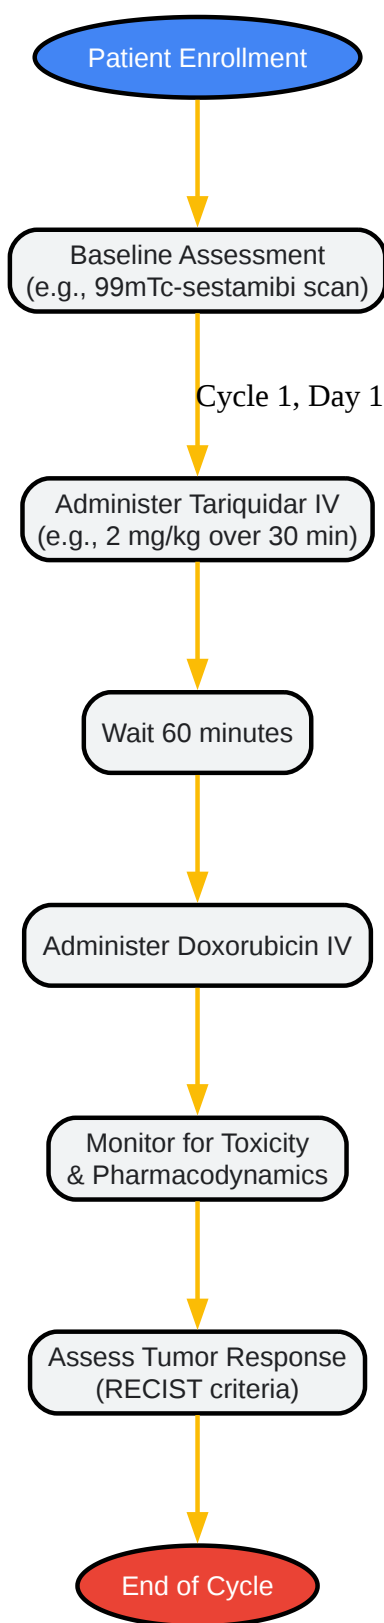 Patient Enrollment
Baseline Assessment
(e.g., 99mTc-sestamibi scan)
Cycle 1, Day 1
Administer Tariquidar IV
(e.g., 2 mg/kg over 30 min)
Wait 60 minutes
Administer Doxorubicin IV
Monitor for Toxicity
& Pharmacodynamics
Assess Tumor Response
(RECIST criteria)
End of Cycle